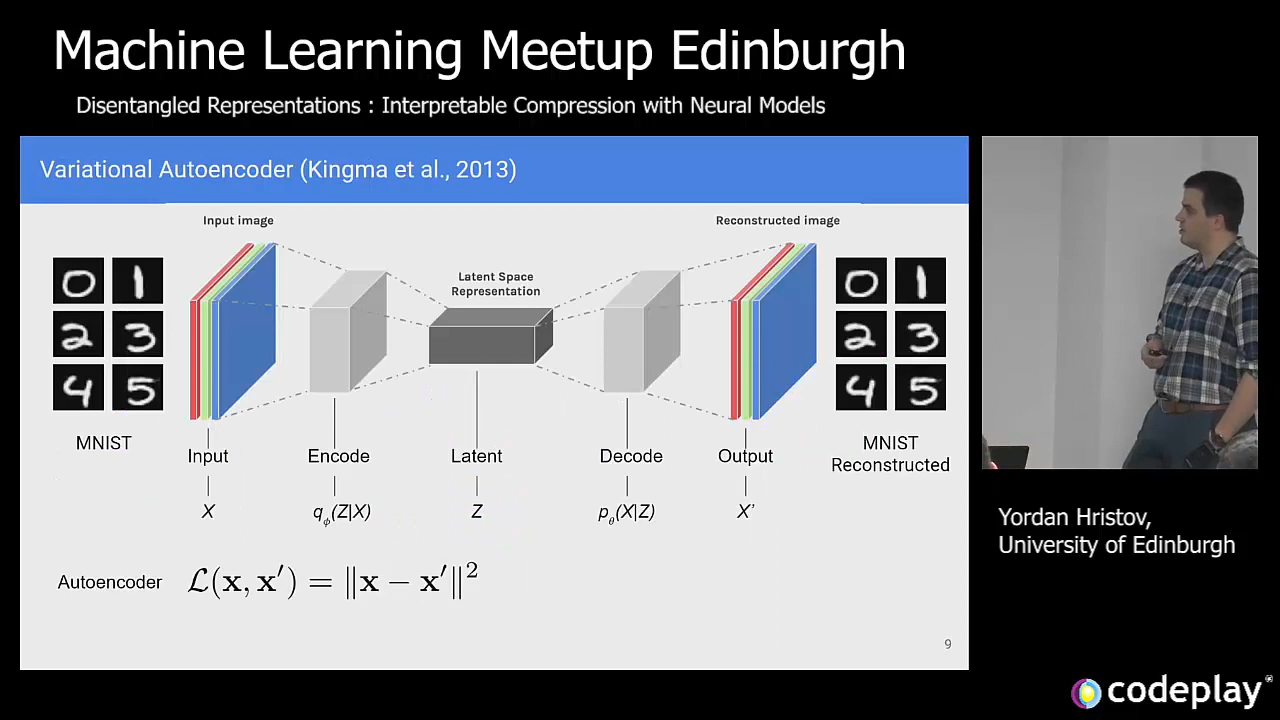 Machine Learning Meetup Edinburgh
Disentangled Representations : Interpretable Compression with Neural Models
Variational Autoencoder (Kingma et al., 2013)
Input image
Reconstructed image
Latent Space
Representation
0 1
2 3
4 5
0 1
2 3
4 5
MNIST
Input
Encode
Latent
Decode
Output
MNIST
Reconstructed
X
qϕ(Z|X)
Z
pθ(X|Z)
X'
Autoencoder
ℒ(x, x′) = ‖x − x′‖²
9
Yordan Hristov,
University of Edinburgh
codeplay®